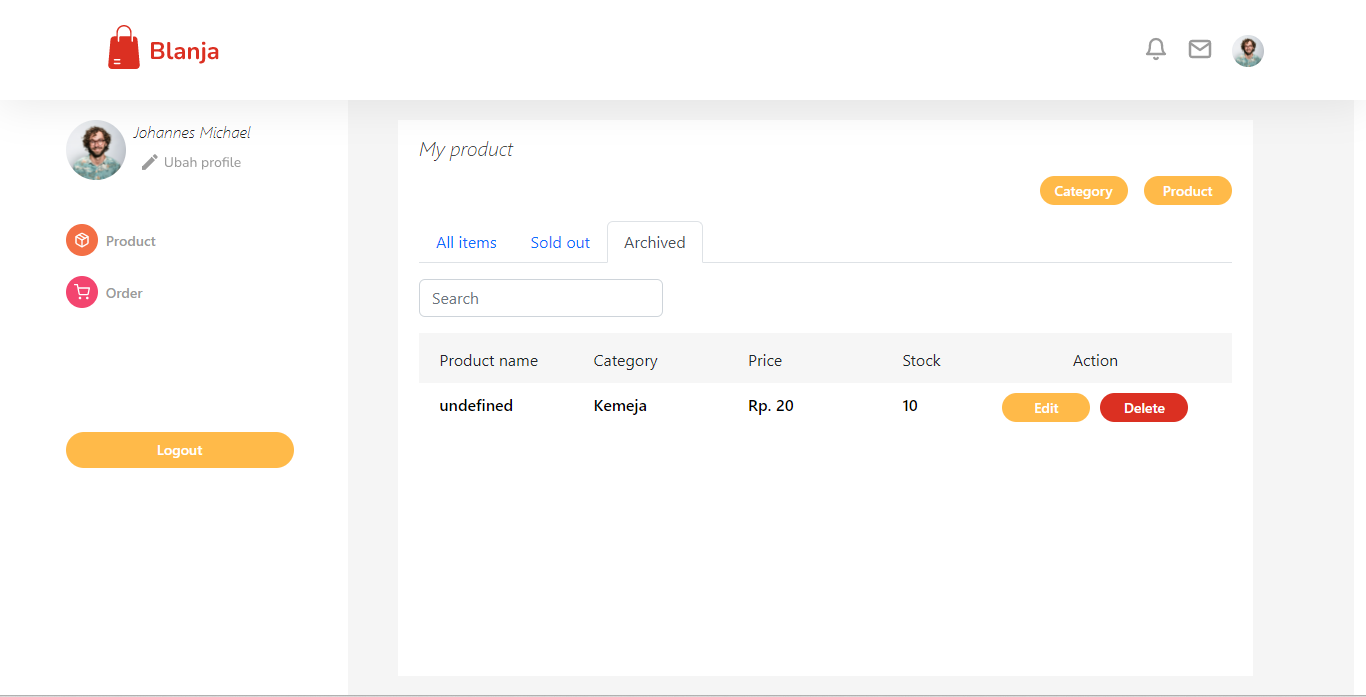 Blanja
Johannes Michael
Ubah profile
Product
Order
Logout
My product
Category Product
All items Sold out Archived
Search
Product name Category Price Stock Action
undefined Kemeja Rp. 20 10 Edit Delete